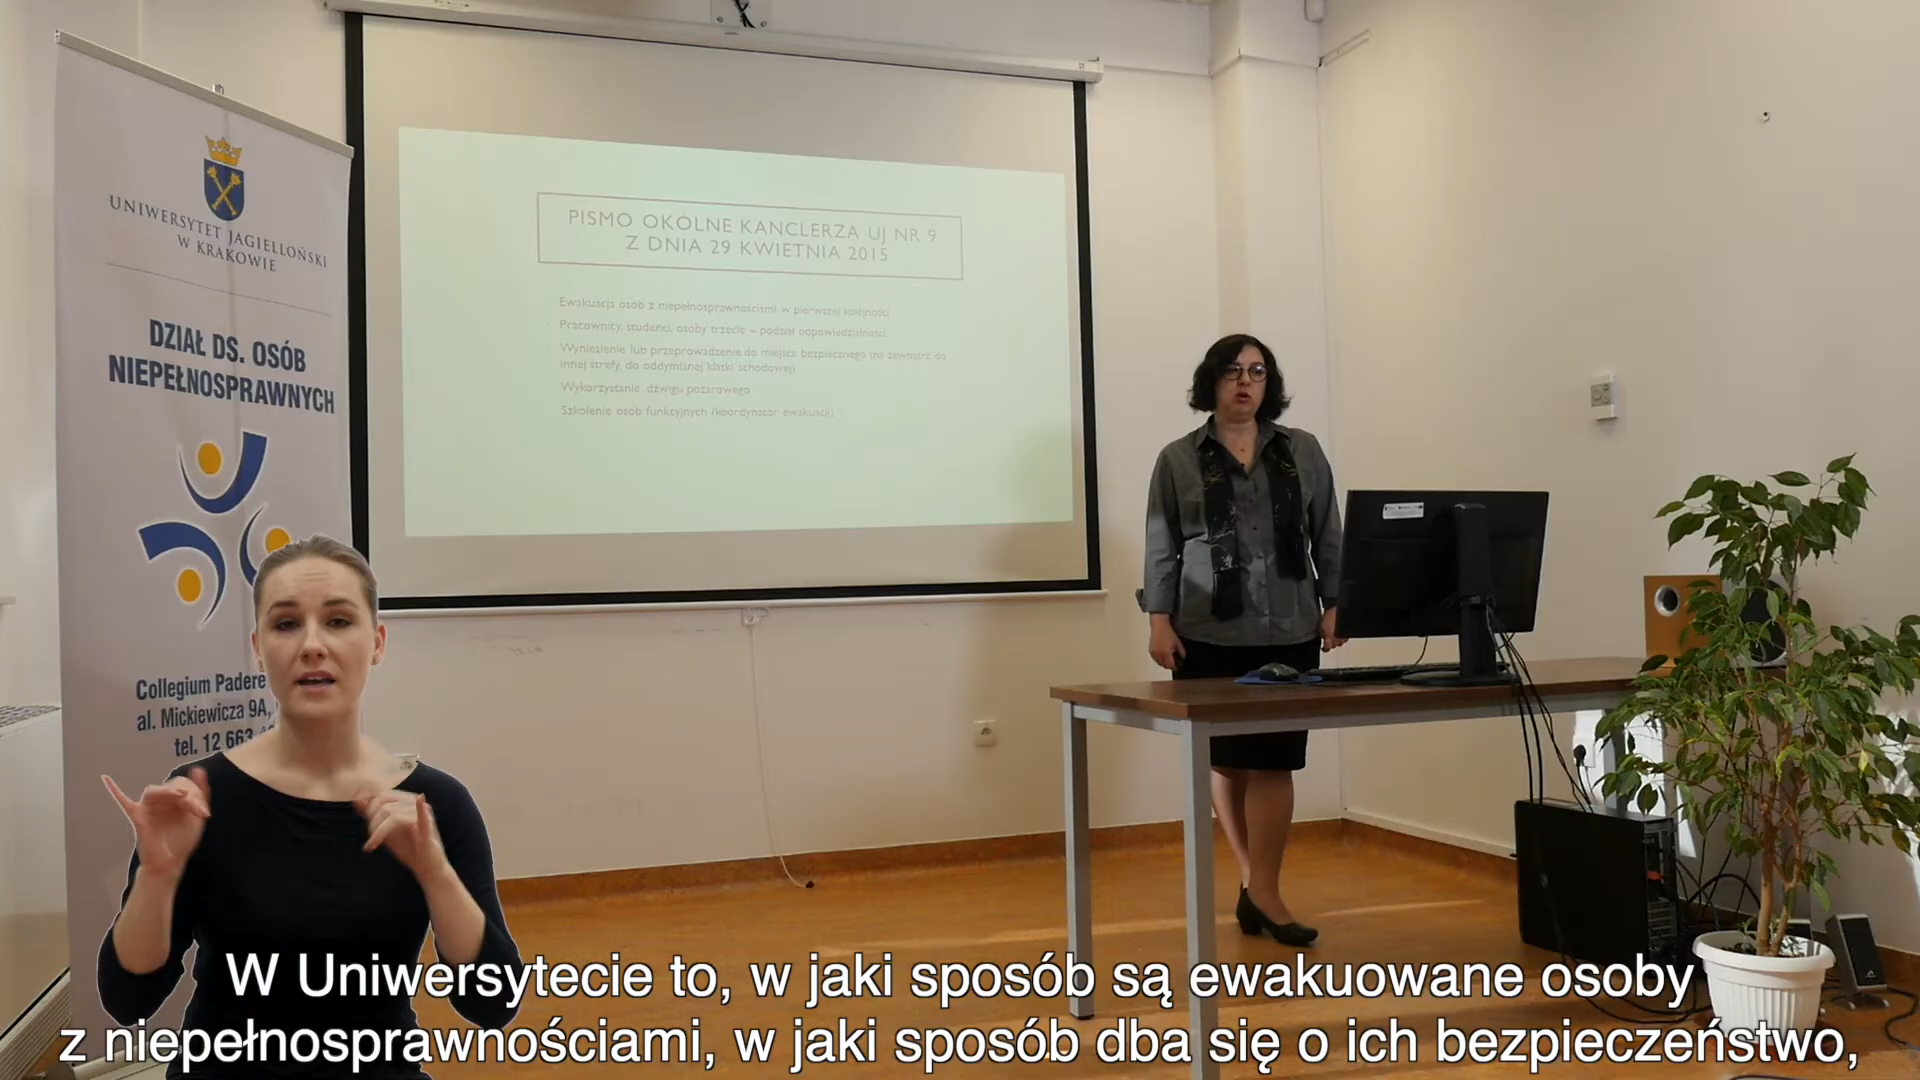 UNIWERSYTET JAGIELLOŃSKI
W KRAKOWIE
DZIAŁ DS. OSÓB
NIEPEŁNOSPRAWNYCH
Collegium Padere
al. Mickiewicza 9A,
tel. 12 663
PISMO OKÓLNE KANCLERZA UJ NR 9
Z DNIA 29 KWIETNIA 2015
Ewakuacja osób z niepełnosprawnościami w pierwszej kolejności
Pracownicy, studenci, osoby trzecie – podział odpowiedzialności
Wyniesienie lub przeprowadzenie do miejsca bezpiecznego (na zewnątrz, do
innej strefy, do oddymianej klatki schodowej)
Wykorzystanie dźwigu pożarowego
Szkolenie osób funkcyjnych (koordynator ewakuacji)
W Uniwersytecie to, w jaki sposób są ewakuowane osoby
z niepełnosprawnościami, w jaki sposób dba się o ich bezpieczeństwo,